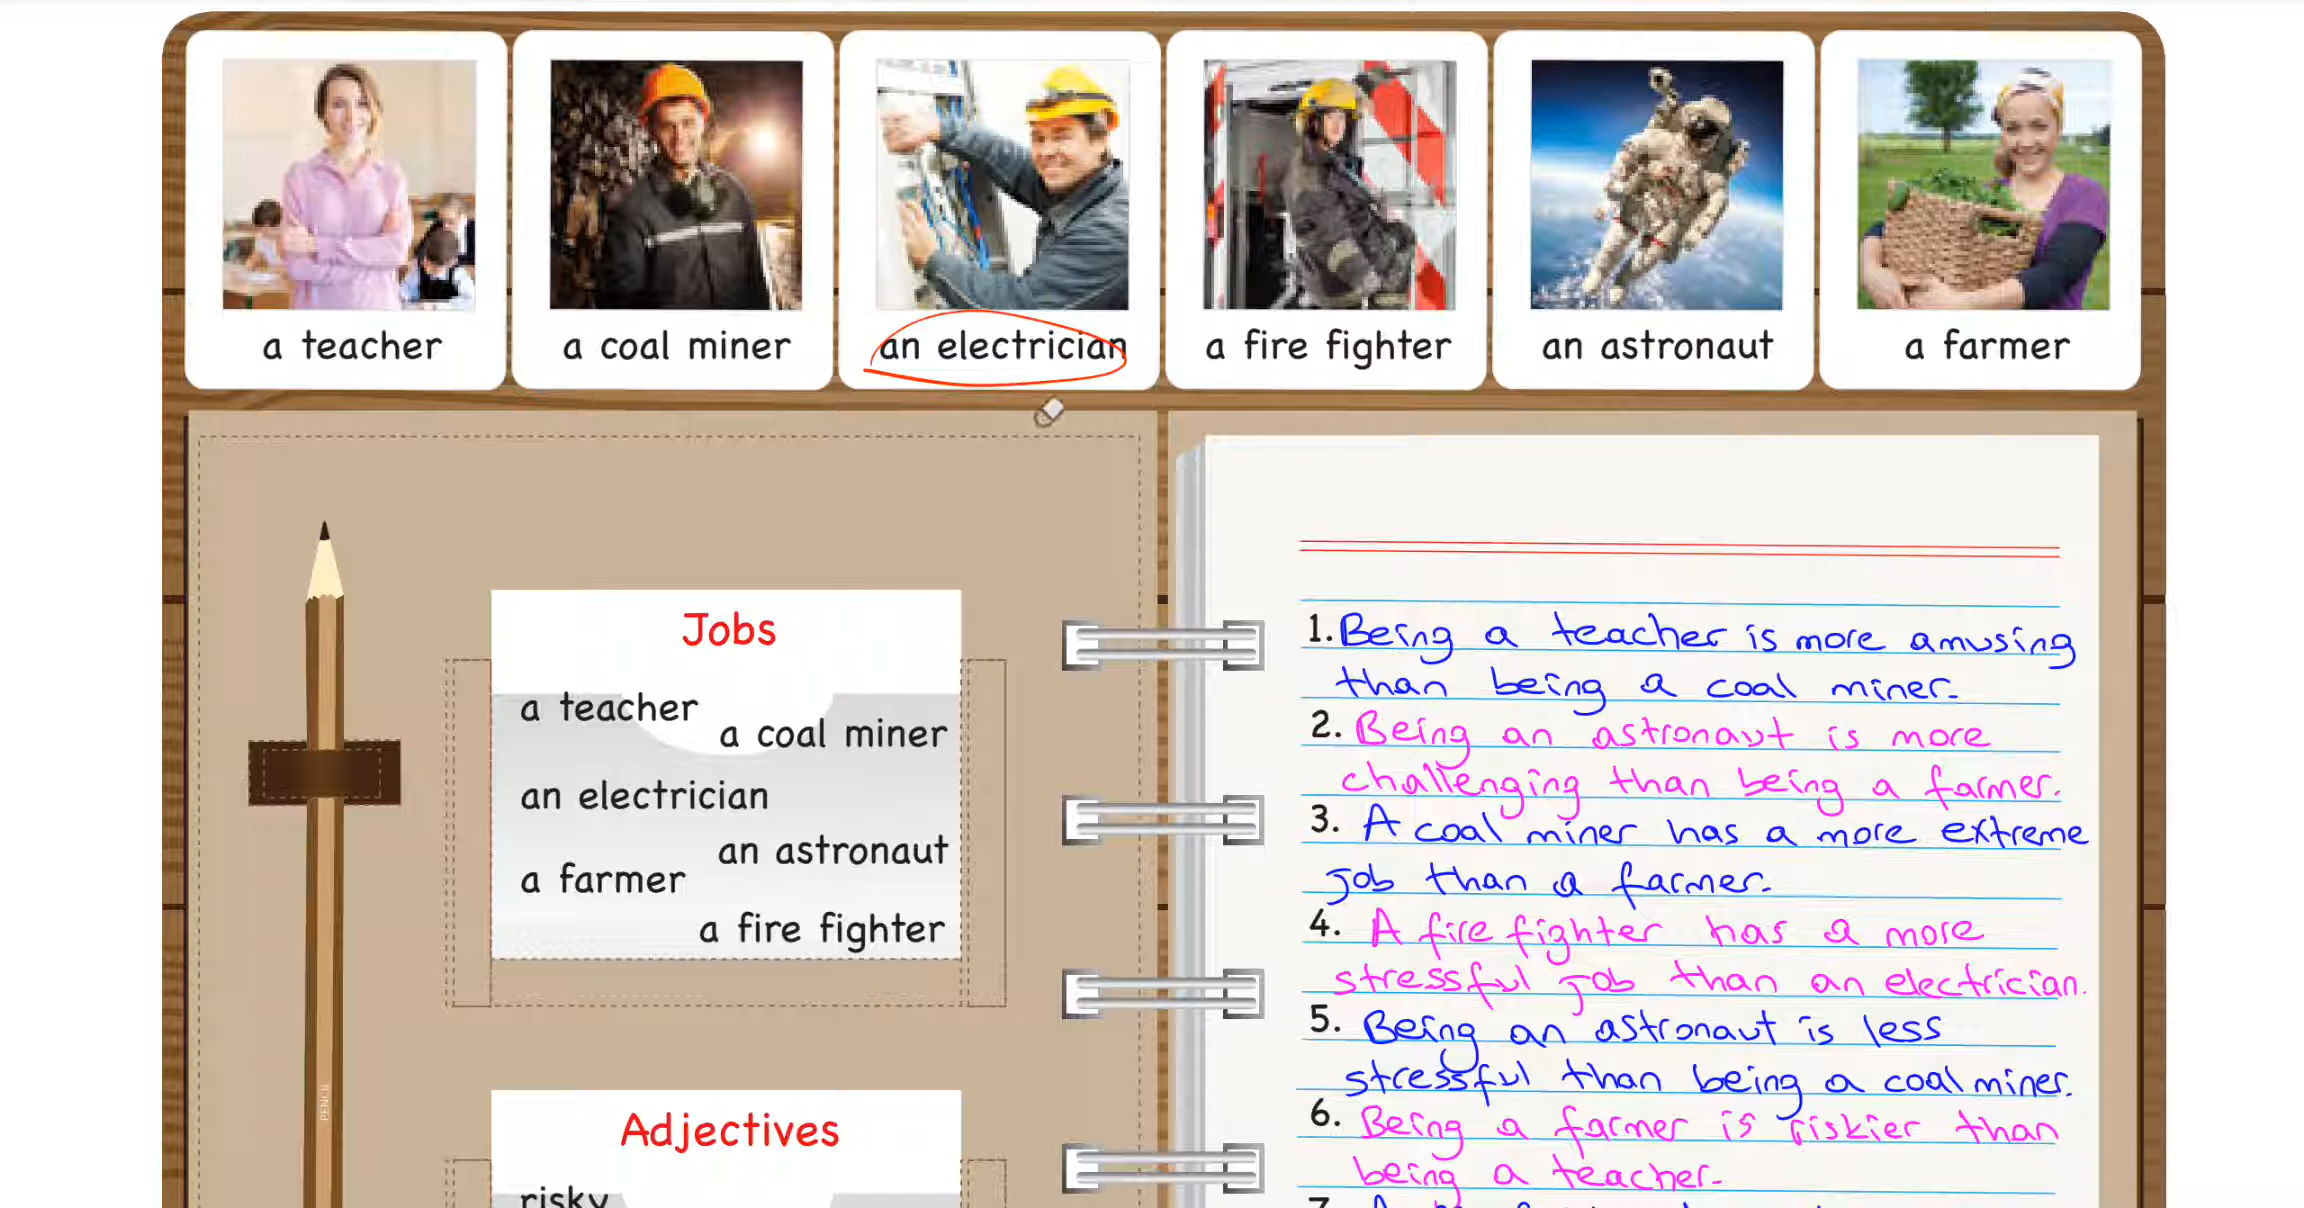 a teacher
a coal miner
an electrician
a fire fighter
an astronaut
a farmer
Jobs
a teacher
a coal miner
an electrician
an astronaut
a farmer
a fire fighter
PENCIL
Adjectives
risky
1. Being a teacher is more amusing
than being a coal miner.
2. Being an astronaut is more
challenging than being a farmer.
3. A coal miner has a more extreme
job than a farmer.
4. A fire fighter has a more
stressful job than an electrician.
5. Being an astronaut is less
stressful than being a coal miner.
6. Being a farmer is riskier than
being a teacher.
7.